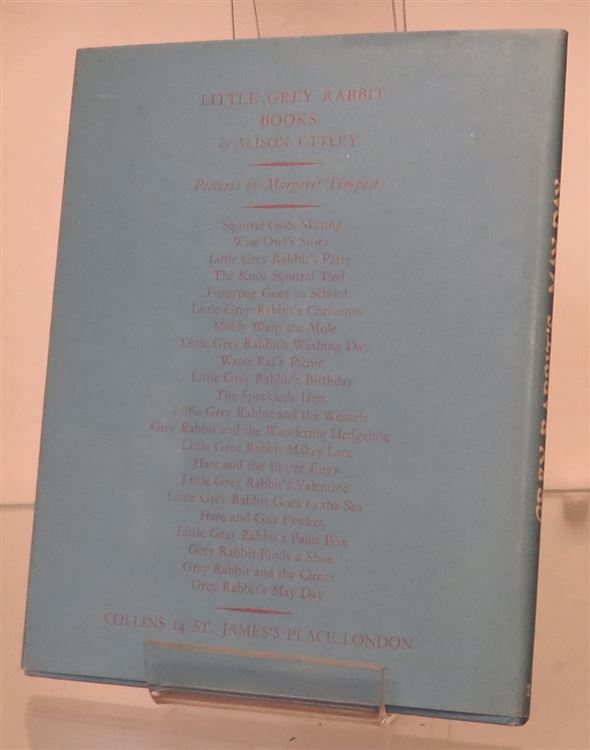 LITTLE GREY RABBIT
BOOKS
by ALISON UTTLEY
Pictures by Margaret Tempest
Squirrel Goes Skating
Wise Owl's Story
Little Grey Rabbit's Party
The Knot Squirrel Tied
Fuzzypeg Goes to School
Little Grey Rabbit's Christmas
Moldy Warp the Mole
Little Grey Rabbit's Washing Day
Water Rat's Picnic
Little Grey Rabbit's Birthday
The Speckledy Hen
Little Grey Rabbit and the Weasels
Grey Rabbit and the Wandering Hedgehog
Little Grey Rabbit Makes Lace
Hare and the Easter Eggs
Little Grey Rabbit's Valentine
Little Grey Rabbit Goes to the Sea
Hare and Guy Fawkes
Little Grey Rabbit's Paint Box
Grey Rabbit Finds a Shoe
Grey Rabbit and the Circus
Grey Rabbit's May Day
COLLINS 14 ST. JAMES'S PLACE LONDON
GREY RABBIT'S MAY DAY